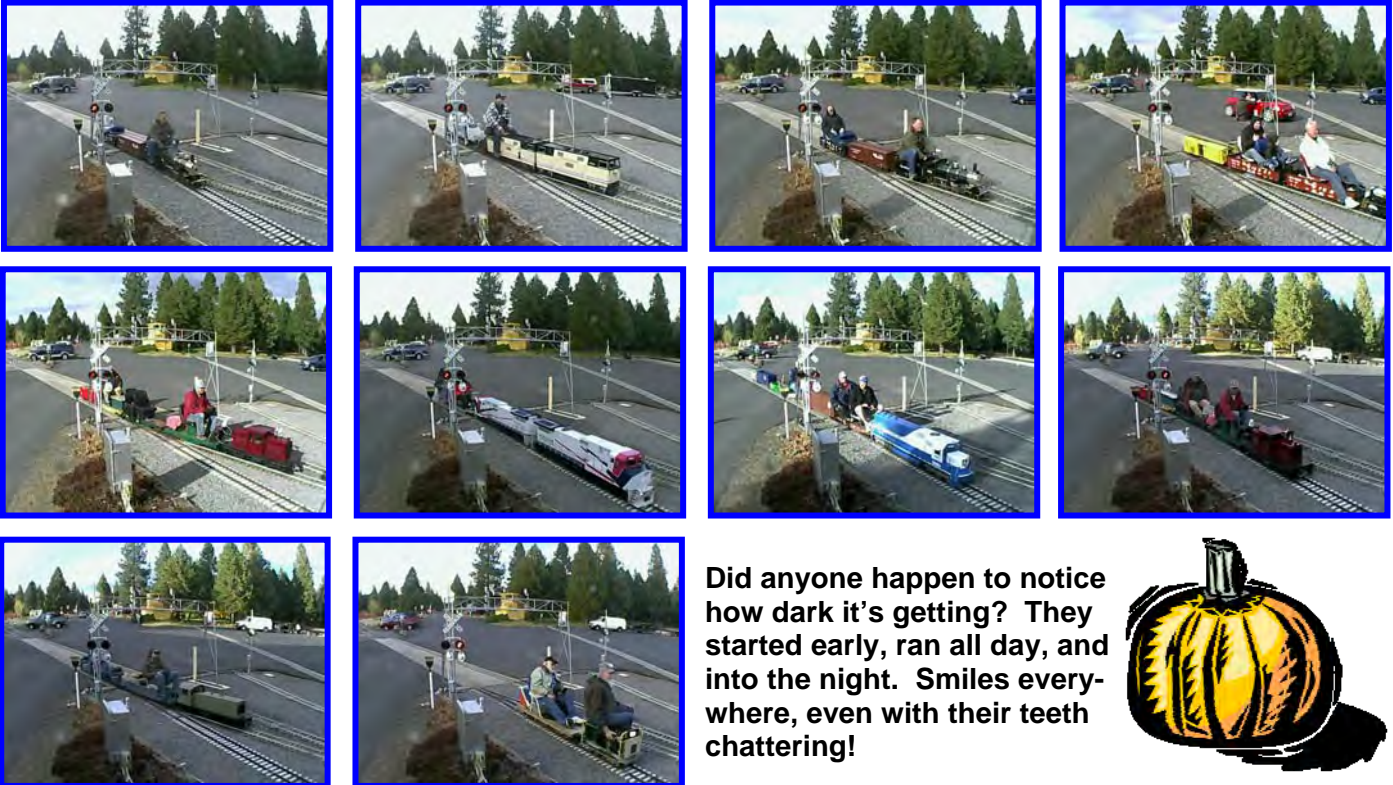 Did anyone happen to notice
how dark it’s getting?  They
started early, ran all day, and
into the night.  Smiles every-
where, even with their teeth
chattering!